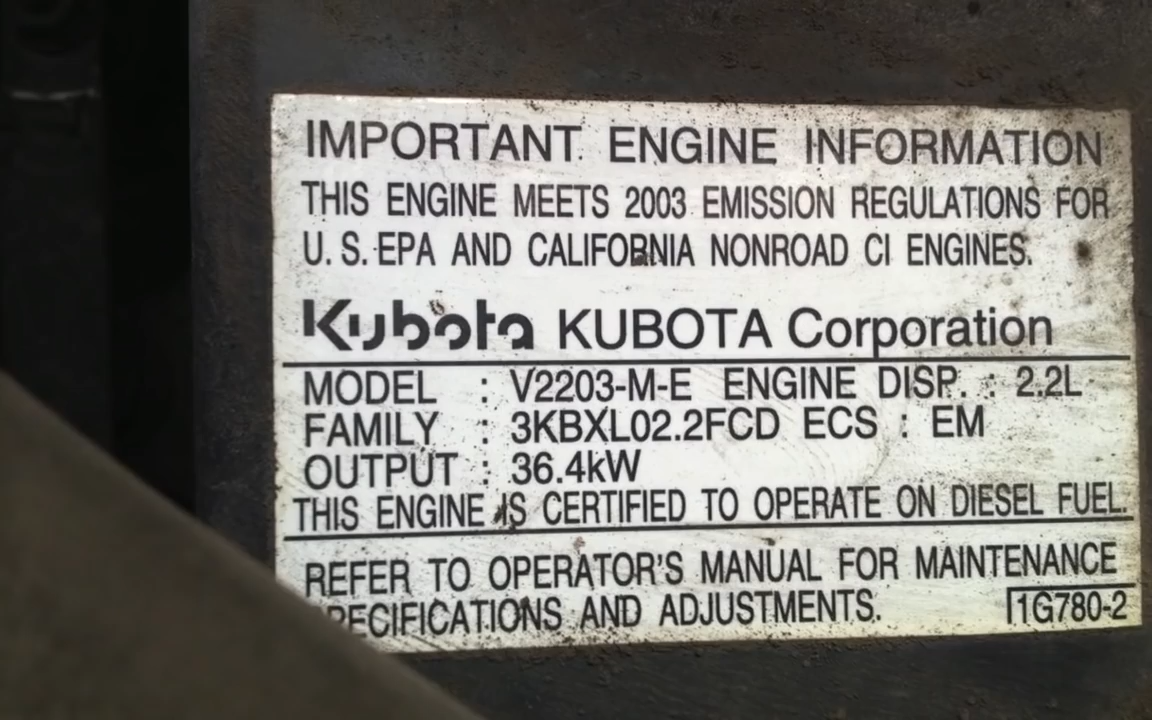 IMPORTANT ENGINE INFORMATION
THIS ENGINE MEETS 2003 EMISSION REGULATIONS FOR
U.S. EPA AND CALIFORNIA NONROAD CI ENGINES.
Kubota KUBOTA Corporation
MODEL : V2203-M-E ENGINE DISP. : 2.2L
FAMILY : 3KBXL02.2FCD ECS : EM
OUTPUT : 36.4kW
THIS ENGINE IS CERTIFIED TO OPERATE ON DIESEL FUEL.
REFER TO OPERATOR'S MANUAL FOR MAINTENANCE
SPECIFICATIONS AND ADJUSTMENTS. 1G780-2